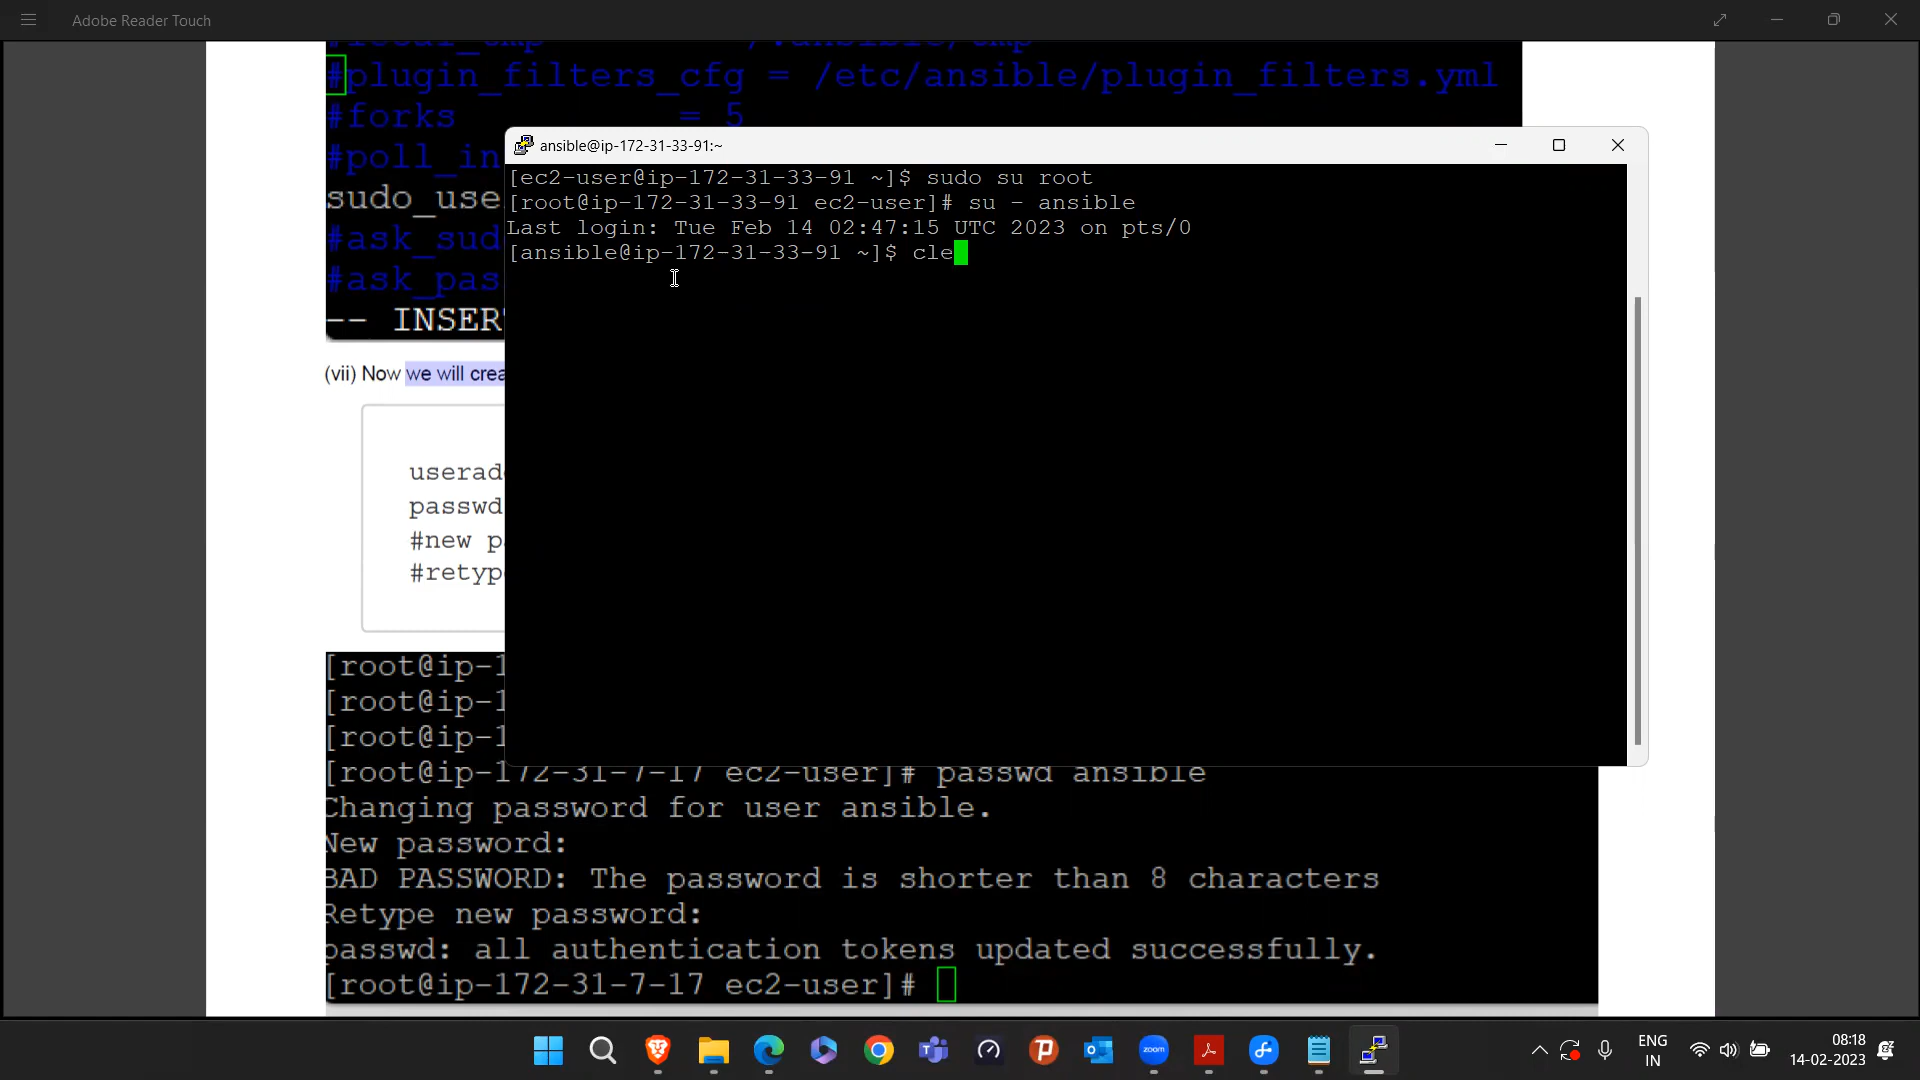 Adobe Reader Touch
#plugin_filters_cfg = /etc/ansible/plugin_filters.yml
#forks = 5
#poll_in
sudo_use
#ask_sud
#ask_pas
-- INSER
ansible@ip-172-31-33-91:~
[ec2-user@ip-172-31-33-91 ~]$ sudo su root
[root@ip-172-31-33-91 ec2-user]# su - ansible
Last login: Tue Feb 14 02:47:15 UTC 2023 on pts/0
[ansible@ip-172-31-33-91 ~]$ cle
(vii) Now we will crea
userad
passwd
#new p
#retyp
[root@ip-1
[root@ip-1
[root@ip-1
[root@ip-172-31-7-17 ec2-user]# passwd ansible
Changing password for user ansible.
New password:
BAD PASSWORD: The password is shorter than 8 characters
Retype new password:
passwd: all authentication tokens updated successfully.
[root@ip-172-31-7-17 ec2-user]#
zoom
ENG
IN
08:18
14-02-2023